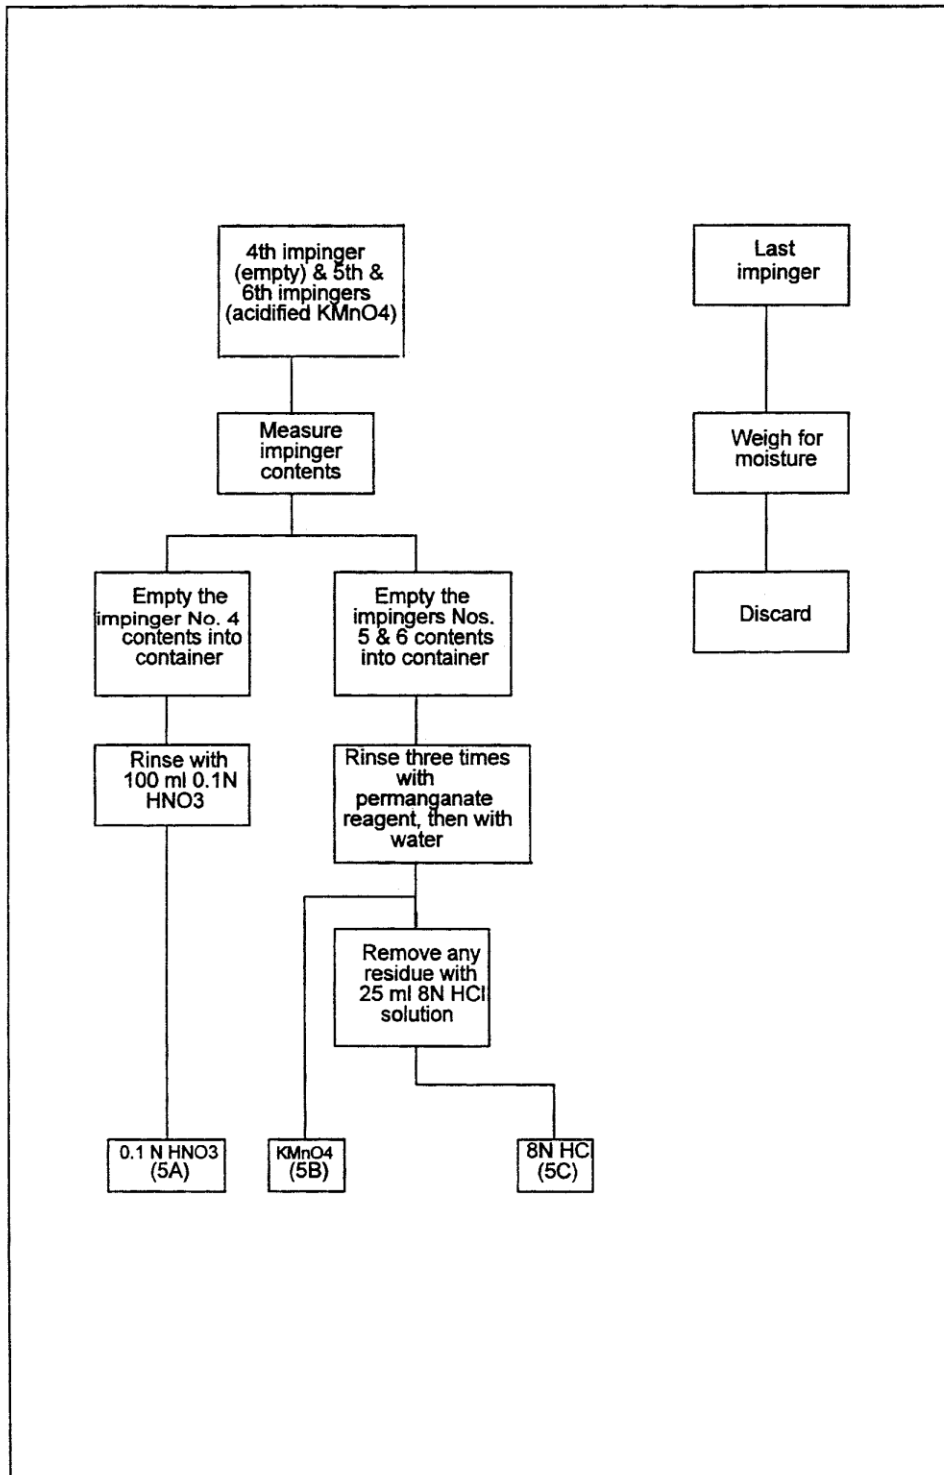 4th impinger
(empty) & 5th &
6th impingers
(acidified KMnO4)
Last
impinger
Measure
impinger
contents
Weigh for
moisture
Empty the
impinger No. 4
contents into
container
Empty the
impingers Nos.
5 & 6 contents
into container
Discard
Rinse with
100 ml 0.1N
HNO3
Rinse three times
with
permanganate
reagent, then with
water
Remove any
residue with
25 ml 8N HCl
solution
0.1 N HNO3
(5A)
KMnO4
(5B)
8N HC
(5C)